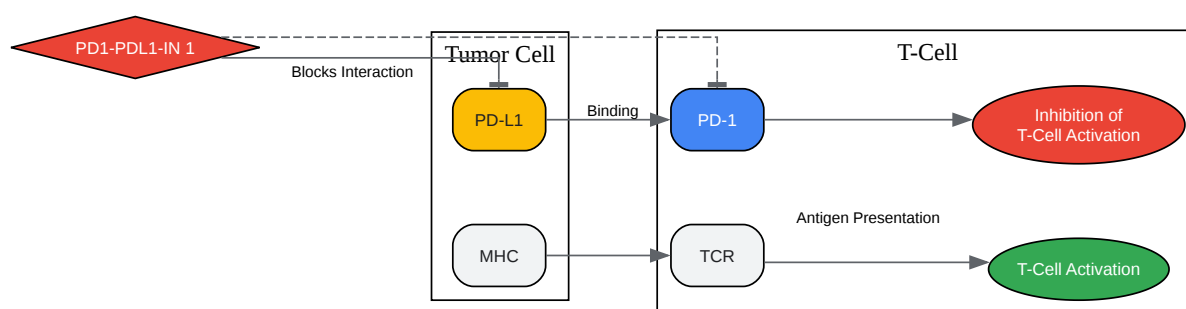 PD1-PDL1-IN 1
Blocks Interaction
Tumor Cell
T-Cell
PD-L1
Binding
PD-1
Inhibition of
T-Cell Activation
MHC
TCR
Antigen Presentation
T-Cell Activation